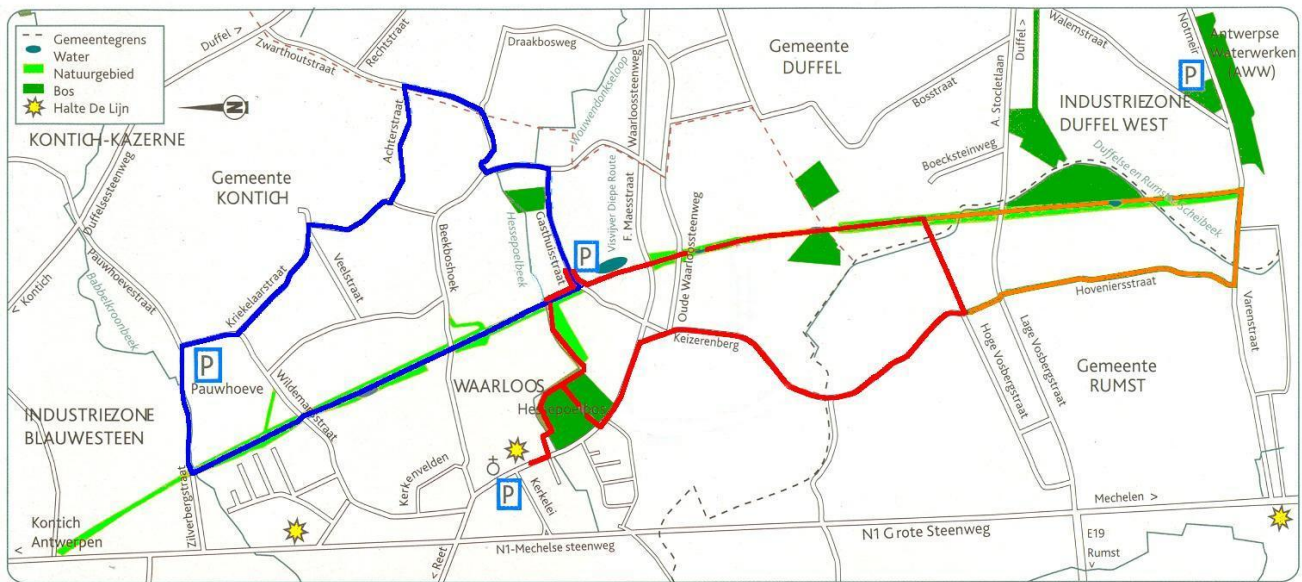 Gemeentegrens
Water
Natuurgebied
Bos
Halte De Lijn
Duffel >
Zwarthoutstraat
Rechtstraat
Draakbosweg
Wouwendonkseloop
Waarloossteenweg
Gemeente
DUFFEL
Bosstraat
A. Stocletlaan
Duffel >
Walemstraat
Notmeir
Antwerpse
Waterwerken
(AWW)
P
INDUSTRIEZONE
DUFFEL WEST
Boecksteinweg
Duffelse en Rumstse Scheibeek
N
KONTICH-KAZERNE
Duffelsesteenweg
Gemeente
KONTICH
Achterstraat
Pauwhoevestraat
< Kontich
Babbelkroonbeek
Kriekelaarstraat
Veelstraat
Beekboshoek
Hessepoelbeek
Gasthuisstraat
P
Visvijver Diepe Route
F. Maesstraat
Oude Waarloossteenweg
Keizerenberg
Hoveniersstraat
Varenstraat
Hoge Vosbergstraat
Lage Vosbergstraat
Gemeente
RUMST
P
Pauwhoeve
Wildemansstraat
WAARLOOS
Hessepoelbos
INDUSTRIEZONE
BLAUWESTEEN
Zilverbergstraat
Kerkenvelden
P
Kerkelei
Kontich
Antwerpen
<
< Reet
N1-Mechelse steenweg
N1 Grote Steenweg
Mechelen >
E19
Rumst
>